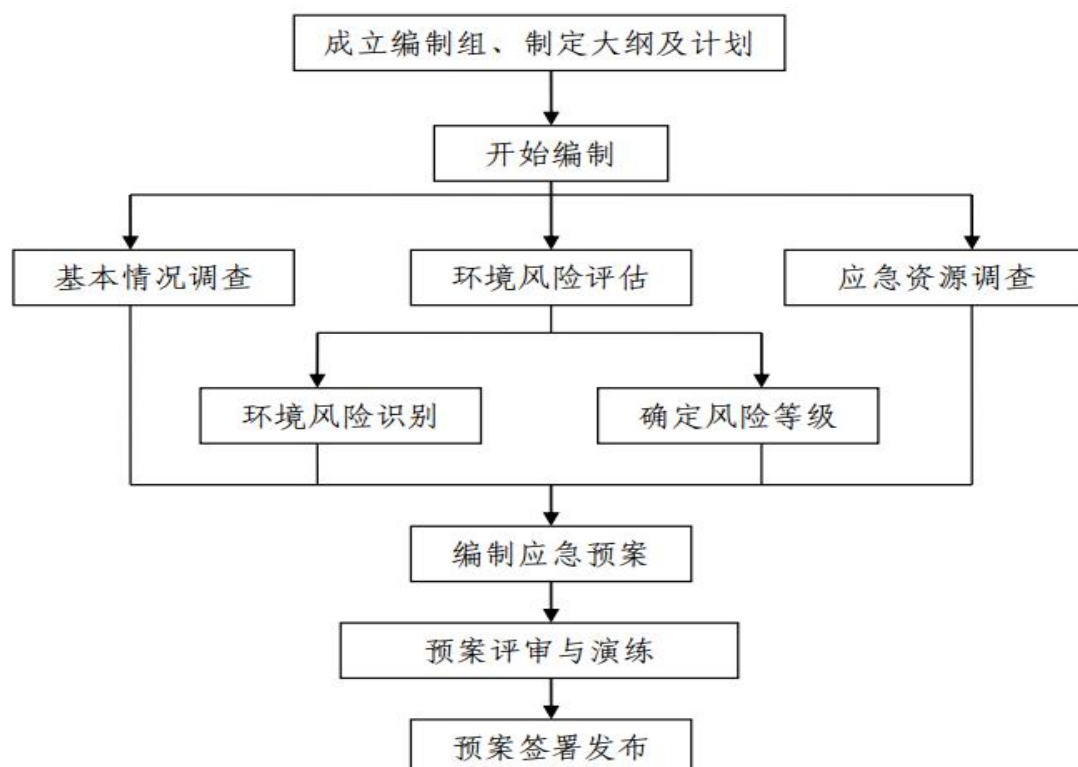 成立编制组、制定大纲及计划
开始编制
基本情况调查
环境风险评估
应急资源调查
环境风险识别
确定风险等级
编制应急预案
预案评审与演练
预案签署发布